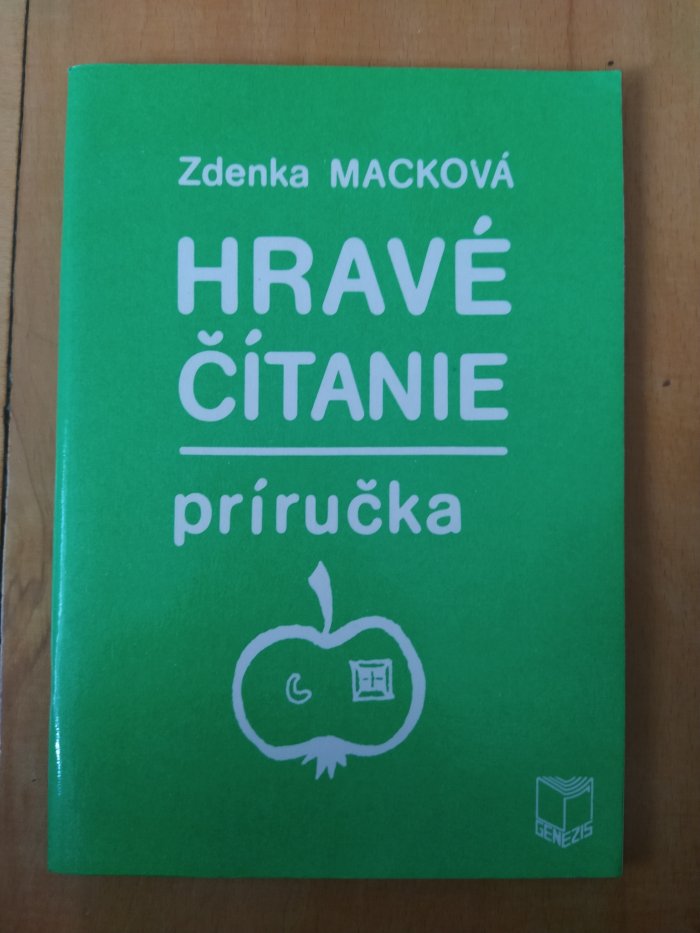 Zdenka MACKOVÁ
HRAVÉ
ČÍTANIE
príručka
GENEZIS